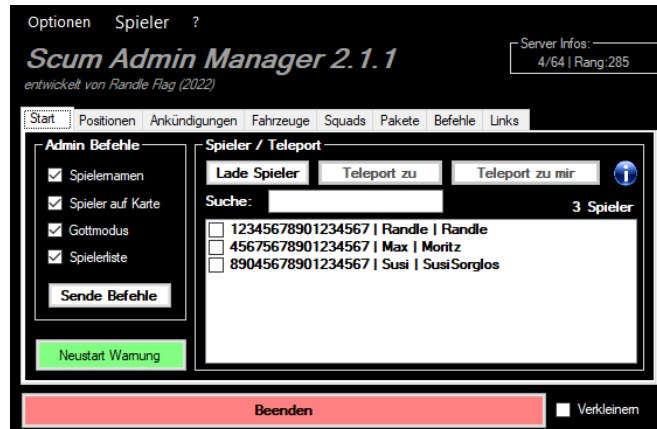 Optionen Spieler ?
Scum Admin Manager 2.1.1
entwickelt von Randle Flag (2022)
Server Infos:
4/64 | Rang:285
Start Positionen Ankündigungen Fahrzeuge Squads Pakete Befehle Links
Admin Befehle
Spielernamen
Spieler auf Karte
Gottmodus
Spielerliste
Sende Befehle
Neustart Warnung
Spieler / Teleport
Lade Spieler Teleport zu Teleport zu mir
Suche:
3 Spieler
12345678901234567 | Randle | Randle
45675678901234567 | Max | Moritz
89045678901234567 | Susi | SusiSorglos
Beenden
Verkleinern